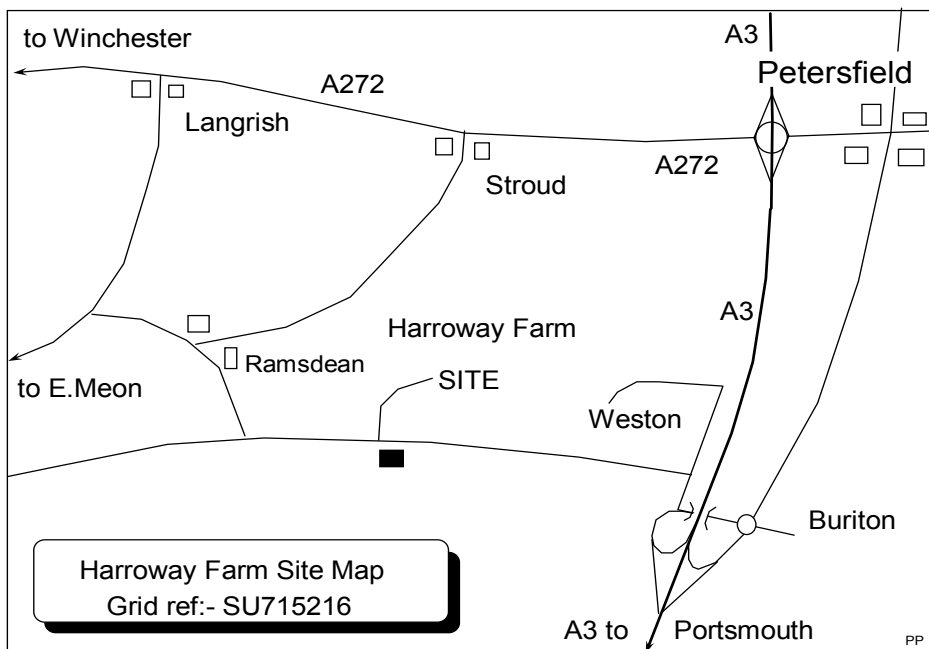 to Winchester
A3
Petersfield
A272
Langrish
A272
Stroud
A3
Harroway Farm
Ramsdean
SITE
to E.Meon
Weston
Buriton
Harroway Farm Site Map
Grid ref:- SU715216
A3 to Portsmouth
PP